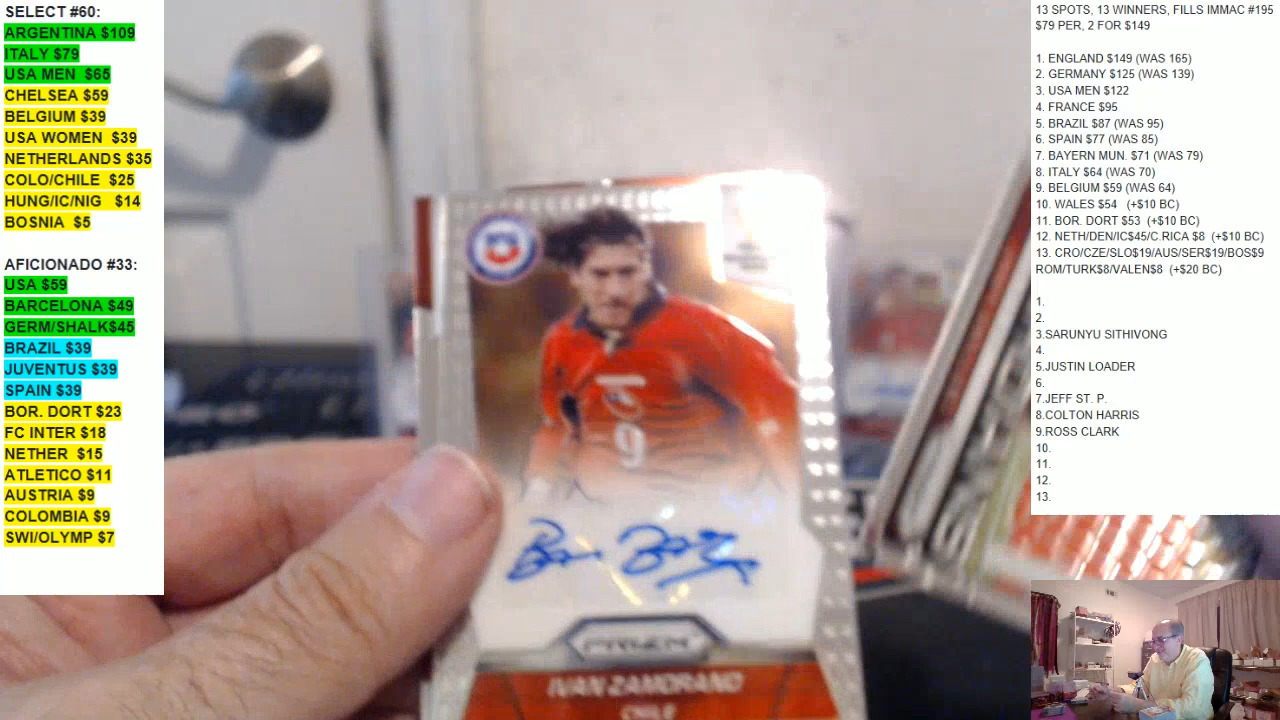 SELECT #60:
ARGENTINA $109
ITALY $79
USA MEN $65
CHELSEA $59
BELGIUM $39
USA WOMEN $39
NETHERLANDS $35
COLO/CHILE $25
HUNG/IC/NIG $14
BOSNIA $5
AFICIONADO #33:
USA $59
BARCELONA $49
GERM/SHALK$45
BRAZIL $39
JUVENTUS $39
SPAIN $39
BOR. DORT $23
FC INTER $18
NETHER $15
ATLETICO $11
AUSTRIA $9
COLOMBIA $9
SWI/OLYMP $7
9
PRIZM
IVAN ZAMORANO
CHILE
13 SPOTS, 13 WINNERS, FILLS IMMAC #195
$79 PER, 2 FOR $149
1. ENGLAND $149 (WAS 165)
2. GERMANY $125 (WAS 139)
3. USA MEN $122
4. FRANCE $95
5. BRAZIL $87 (WAS 95)
6. SPAIN $77 (WAS 85)
7. BAYERN MUN. $71 (WAS 79)
8. ITALY $64 (WAS 70)
9. BELGIUM $59 (WAS 64)
10. WALES $54 (+$10 BC)
11. BOR. DORT $53 (+$10 BC)
12. NETH/DEN/IC$45/C.RICA $8 (+$10 BC)
13. CRO/CZE/SLO$19/AUS/SER$19/BOS$9
ROM/TURK$8/VALEN$8 (+$20 BC)
1.
2.
3.SARUNYU SITHIVONG
4.
5.JUSTIN LOADER
6.
7.JEFF ST. P.
8.COLTON HARRIS
9.ROSS CLARK
10.
11.
12.
13.